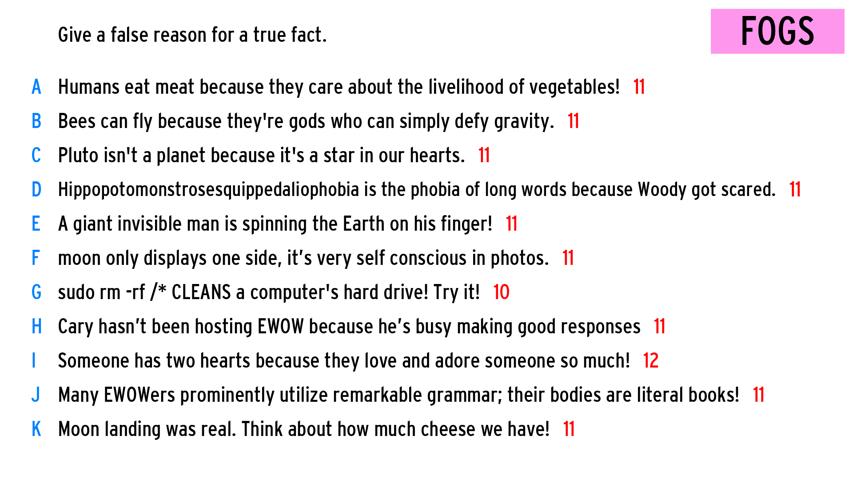 Give a false reason for a true fact.
FOGS
A Humans eat meat because they care about the livelihood of vegetables! 11
B Bees can fly because they're gods who can simply defy gravity. 11
C Pluto isn't a planet because it's a star in our hearts. 11
D Hippopotomonstrosesquippedaliophobia is the phobia of long words because Woody got scared. 11
E A giant invisible man is spinning the Earth on his finger! 11
F moon only displays one side, it’s very self conscious in photos. 11
G sudo rm -rf /* CLEANS a computer's hard drive! Try it! 10
H Cary hasn’t been hosting EWOW because he’s busy making good responses 11
I Someone has two hearts because they love and adore someone so much! 12
J Many EWOWers prominently utilize remarkable grammar; their bodies are literal books! 11
K Moon landing was real. Think about how much cheese we have! 11